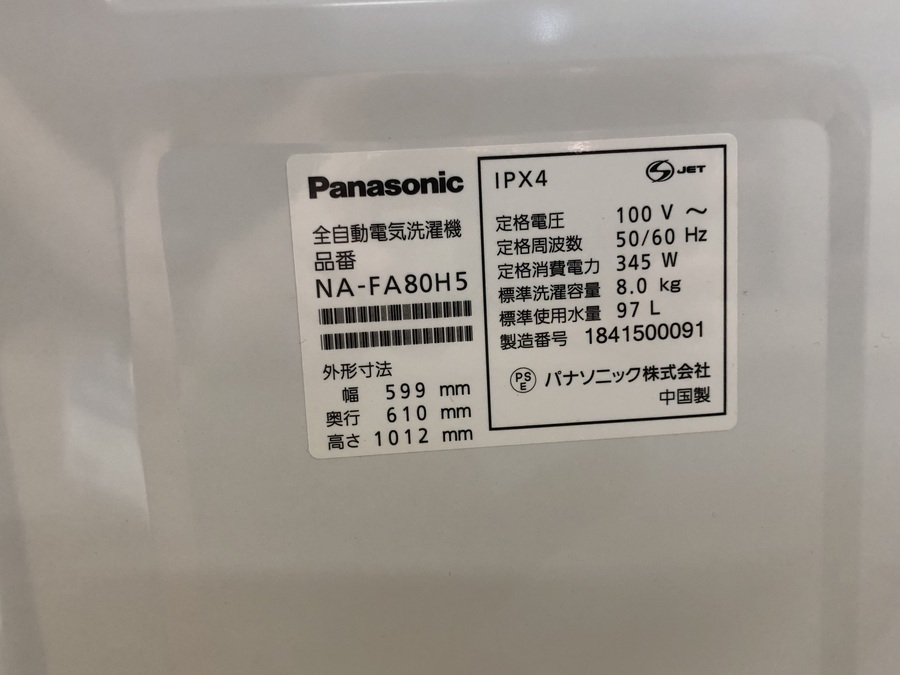 Panasonic
全自動電気洗濯機
品番
NA-FA80H5
外形寸法
幅 599 mm
奥行 610 mm
高さ 1012 mm
IPX4
S JET
定格電圧 100 V ～
定格周波数 50/60 Hz
定格消費電力 345 W
標準洗濯容量 8.0 kg
標準使用水量 97 L
製造番号 1841500091
PSE パナソニック株式会社
中国製